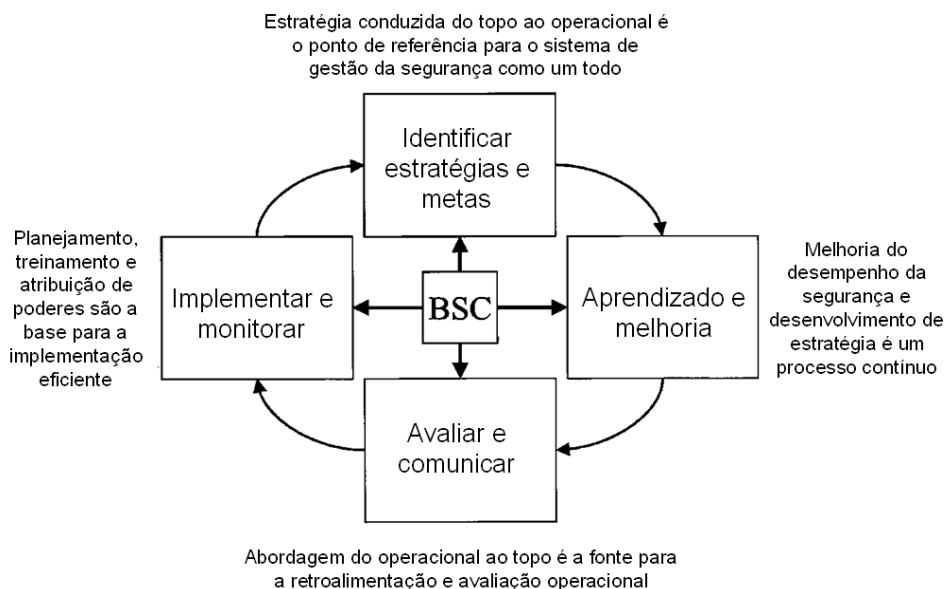 Estratégia conduzida do topo ao operacional é
o ponto de referência para o sistema de
gestão da segurança como um todo
Identificar
estratégias e
metas
Planejamento,
treinamento e
atribuição de
poderes são a
base para a
implementação
eficiente
Implementar e
monitorar
BSC
Aprendizado e
melhoria
Melhoria do
desempenho da
segurança e
desenvolvimento de
estratégia é um
processo contínuo
Avaliar e
comunicar
Abordagem do operacional ao topo é a fonte para
a retroalimentação e avaliação operacional